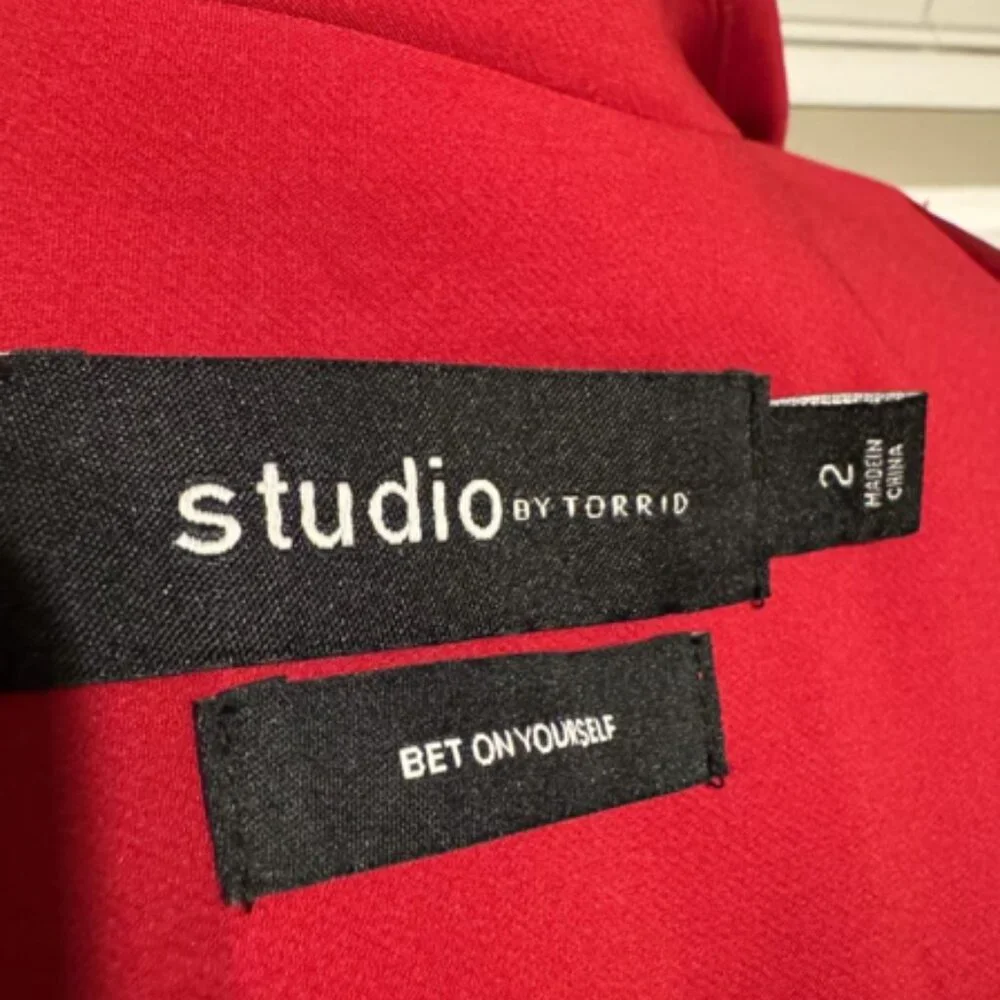 studio BY TORRID
2
MADE IN
CHINA
BET ON YOURSELF